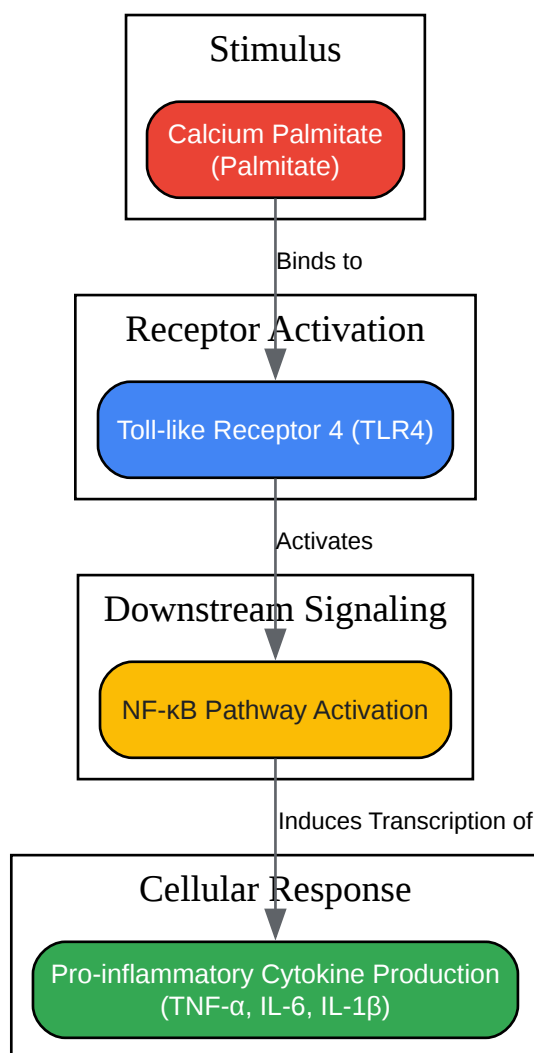 Stimulus
Calcium Palmitate
(Palmitate)
Binds to
Receptor Activation
Toll-like Receptor 4 (TLR4)
Activates
Downstream Signaling
NF-κB Pathway Activation
Induces Transcription of
Cellular Response
Pro-inflammatory Cytokine Production
(TNF-α, IL-6, IL-1β)